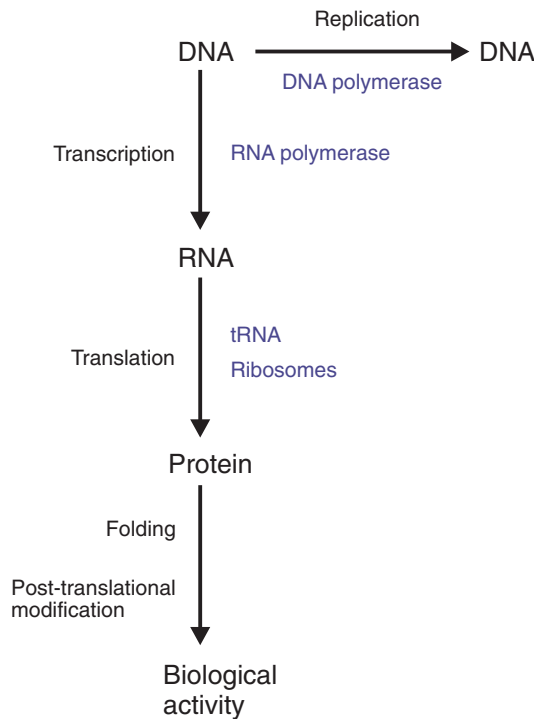 Replication
DNA
DNA
DNA polymerase
Transcription
RNA polymerase
RNA
tRNA
Translation
Ribosomes
Protein
Folding
Post-translational
modification
Biological
activity